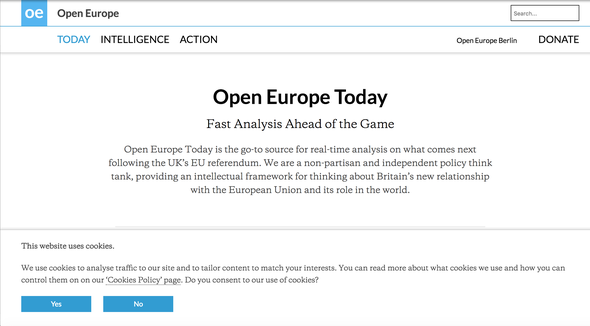 oe Open Europe Search...
TODAY INTELLIGENCE ACTION Open Europe Berlin DONATE
Open Europe Today
Fast Analysis Ahead of the Game
Open Europe Today is the go-to source for real-time analysis on what comes next
following the UK's EU referendum. We are a non-partisan and independent policy think
tank, providing an intellectual framework for thinking about Britain's new relationship
with the European Union and its role in the world.
This website uses cookies.
We use cookies to analyse traffic to our site and to tailor content to match your interests. You can read more about what cookies we use and how you can
control them on on our 'Cookies Policy' page. Do you consent to our use of cookies?
Yes No